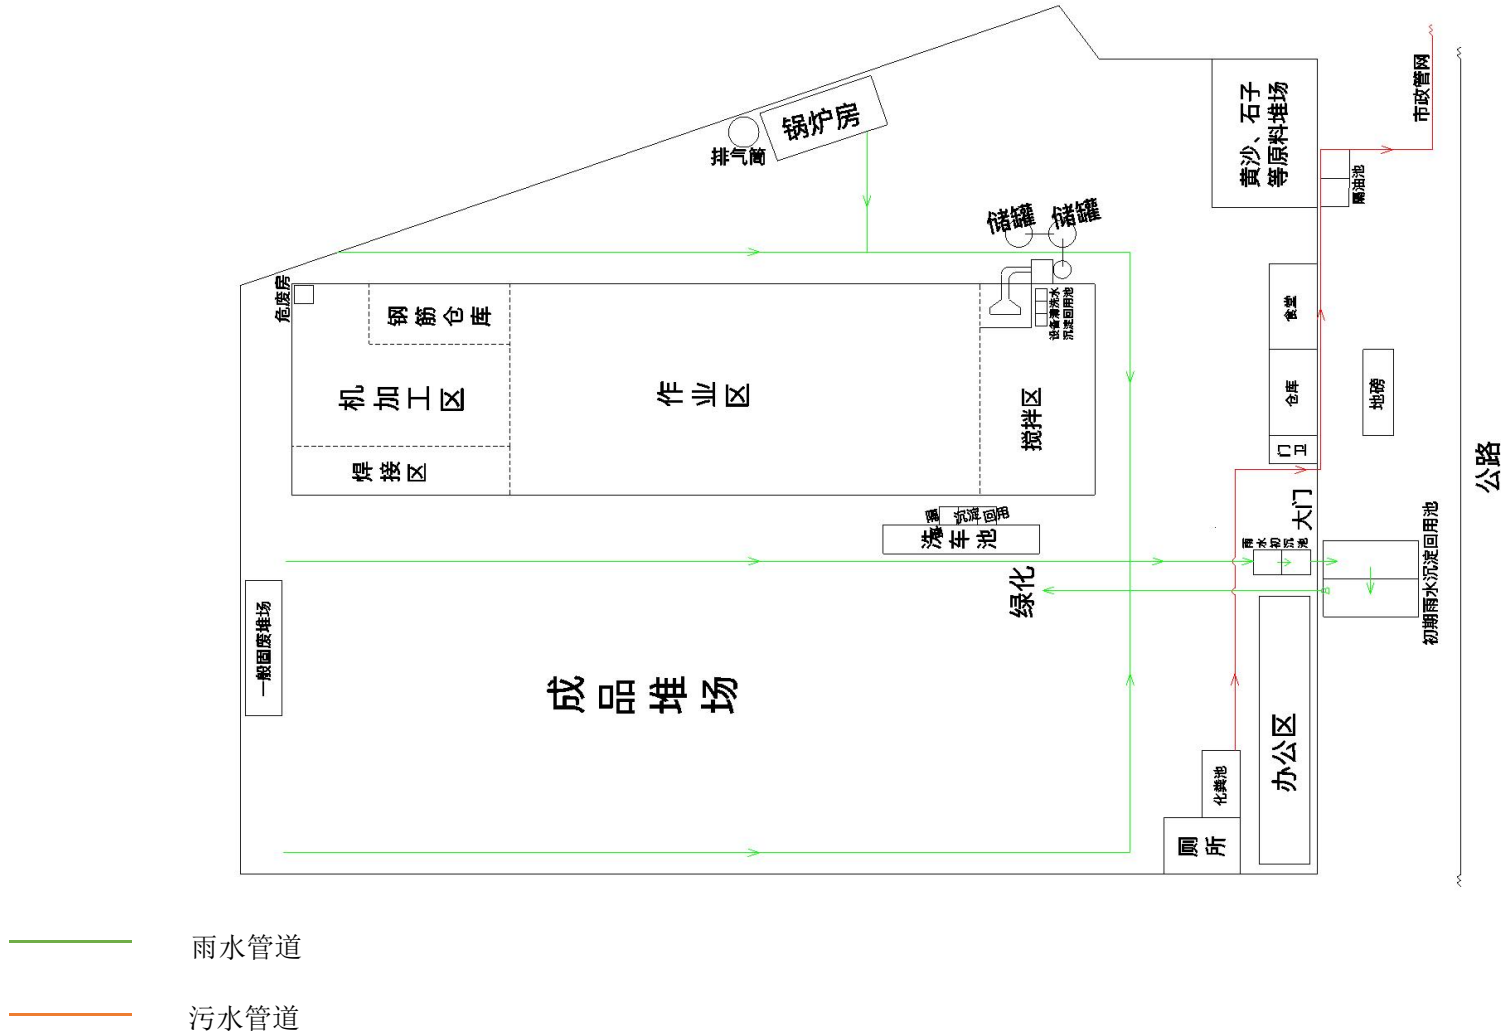 市政管网
锅炉房
排气筒
黄沙、石子
等原料堆场
隔油池
储罐
储罐
危废房
钢筋仓库
设备清洗水
沉淀回用池
食堂
机加工区
作业区
搅拌区
仓库
地磅
门卫
焊接区
公路
大门
沉淀回用
洗车池
雨水初沉池
初期雨水沉淀回用池
绿化
一般固废堆场
成品堆场
办公区
化粪池
厕所
雨水管道
污水管道